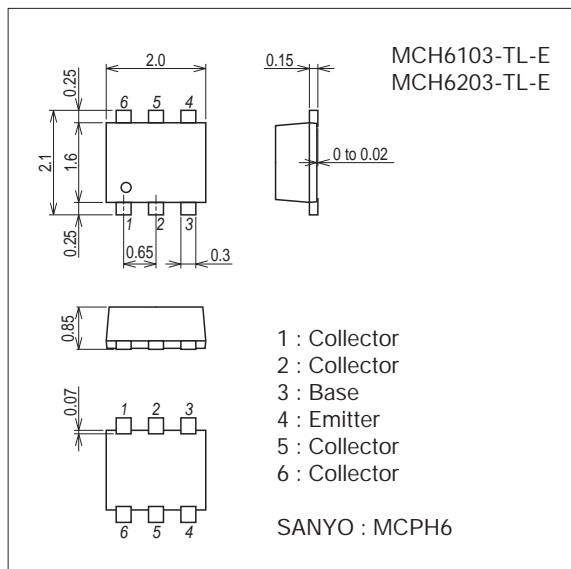 MCH6103-TL-E
MCH6203-TL-E
2.0
0.15
0.25
6 5 4
2.1
1.6
0 to 0.02
0.25
1 2 3
0.65
0.3
0.85
1 : Collector
2 : Collector
3 : Base
4 : Emitter
5 : Collector
6 : Collector
0.07
1 2 3
6 5 4
SANYO : MCPH6